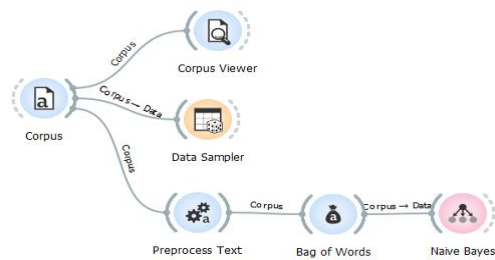 Corpus
Corpus Viewer
Corpus → Data
Corpus
Data Sampler
Corpus
Corpus
Corpus → Data
Preprocess Text
Bag of Words
Naive Bayes